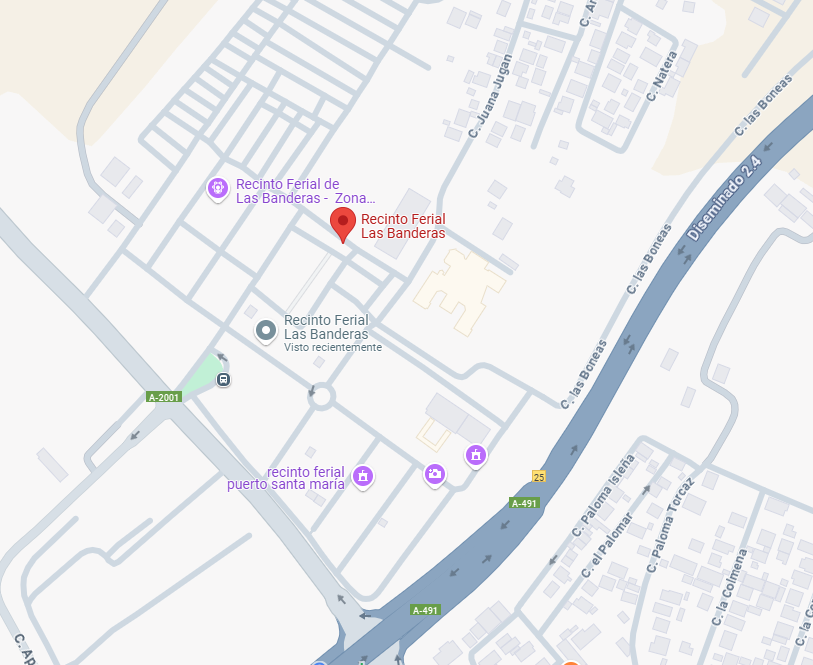 C. Ar
C. Natera
C. Juana Jugan
C. las Boneas
Diseminado 2.4
Recinto Ferial de
Las Banderas - Zona...
Recinto Ferial
Las Banderas
C. las Boneas
Recinto Ferial
Las Banderas
Visto recientemente
C. las Boneas
A-2001
recinto ferial
puerto santa maría
25
A-491
C. Paloma isleña
C. el Palomar
C. Paloma Torcaz
C. la Colmena
A-491
C. la Co
C. Ap